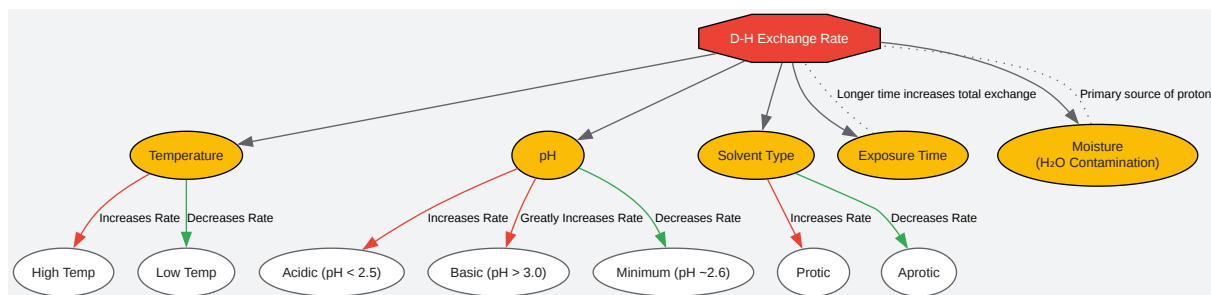 D-H Exchange Rate
Longer time increases total exchange
Primary source of proton
Temperature
pH
Solvent Type
Exposure Time
Moisture
(H₂O Contamination)
Increases Rate
Decreases Rate
Increases Rate
Greatly Increases Rate
Decreases Rate
Increases Rate
Decreases Rate
High Temp
Low Temp
Acidic (pH < 2.5)
Basic (pH > 3.0)
Minimum (pH ~2.6)
Protic
Aprotic